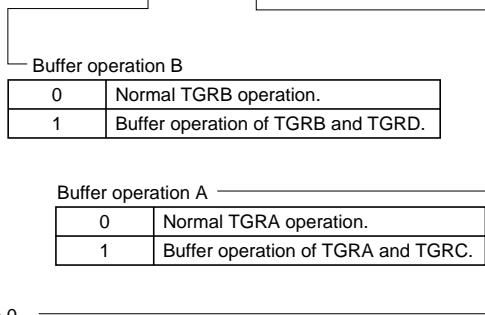 Buffer operation B
0 Normal TGRB operation.
1 Buffer operation of TGRB and TGRD.
Buffer operation A
0 Normal TGRA operation.
1 Buffer operation of TGRA and TGRC.
0